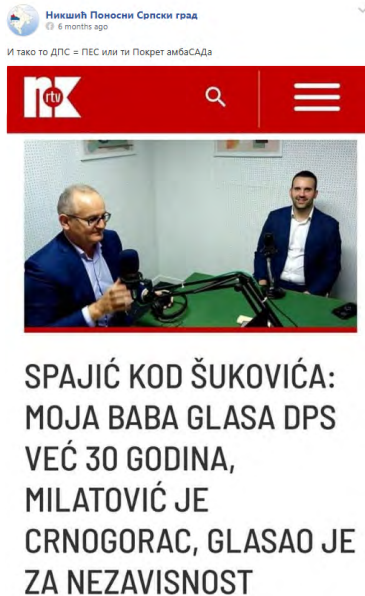 Никшић Поносни Српски град
6 months ago
И тако то ДПС = ПЕС или ти Покрет амбаСАДа
rtv
NK
SPAJIĆ KOD ŠUKOVIĆA:
MOJA BABA GLASA DPS
VEĆ 30 GODINA,
MILATOVIĆ JE
CRNOGORAC, GLASAO JE
ZA NEZAVISNOST